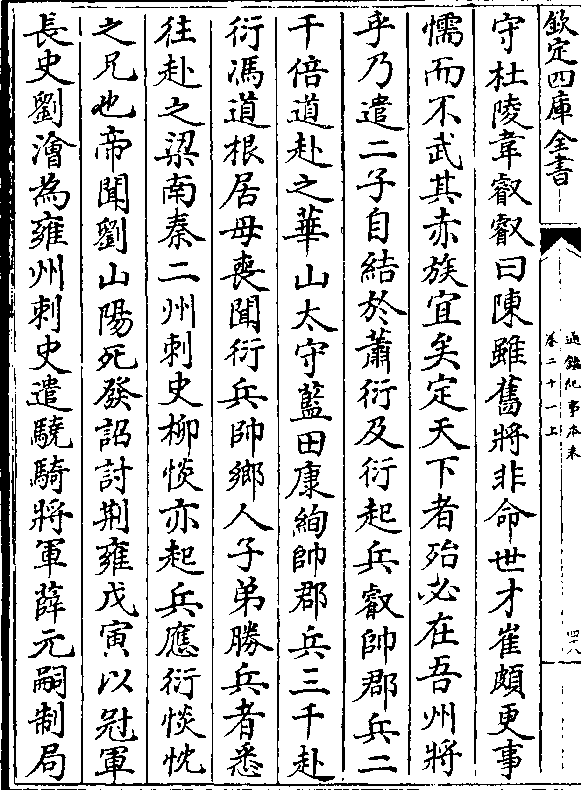 欽定四庫全書
通鑑紀事本末
卷二十一上
四十八
守杜陵韋叡叡曰陳雖舊將非命世才崔頗更事
懦而不武其赤族宜矣定天下者殆必在吾州將
乎乃遣二子自結於蕭衍及衍起兵叡帥郡兵二
千倍道赴之華山太守藍田康絢帥郡兵三千赴
衍馮道根居母喪聞衍兵帥鄉人子弟勝兵者悉
往赴之梁南秦二州刺史柳惔亦起兵應衍惔忱
之兄也帝聞劉山陽死發詔討荆雍戊寅以冠軍
長史劉澮為雍州刺史遣驍騎將軍薛元嗣制局